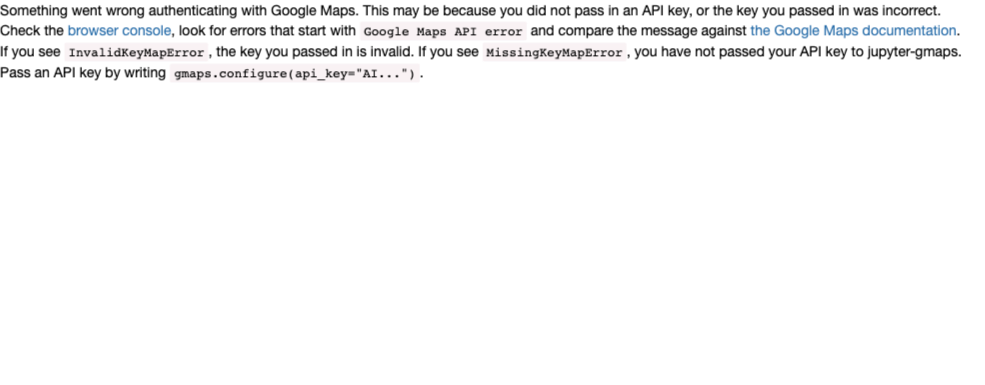 Something went wrong authenticating with Google Maps. This may be because you did not pass in an API key, or the key you passed in was incorrect.
Check the browser console, look for errors that start with Google Maps API error and compare the message against the Google Maps documentation.
If you see InvalidKeyMapError , the key you passed in is invalid. If you see MissingKeyMapError , you have not passed your API key to jupyter-gmaps.
Pass an API key by writing gmaps.configure(api_key="AI...") .